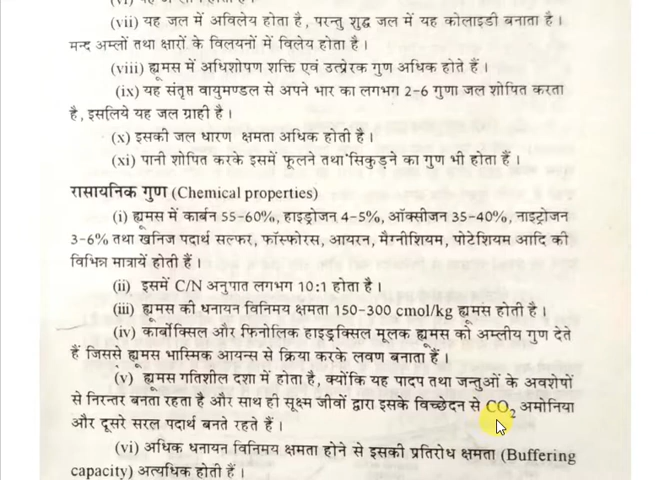 (vii) यह जल में अविलेय होता है, परन्तु शुद्ध जल में यह कोलाइडी बनाता है।
मन्द अम्लों तथा क्षारों के विलयनों में विलेय होता है।
(viii) ह्यूमस में अधिशोषण शक्ति एवं उत्प्रेरक गुण अधिक होते हैं।
(ix) यह संतृप्त वायुमण्डल से अपने भार का लगभग 2-6 गुणा जल शोषित करता
है, इसलिये यह जल ग्राही है।
(x) इसकी जल धारण क्षमता अधिक होती है।
(xi) पानी शोषित करके इसमें फूलने तथा सिकुड़ने का गुण भी होता है।
रासायनिक गुण (Chemical properties)
(i) ह्यूमस में कार्बन 55-60%, हाइड्रोजन 4-5%, ऑक्सीजन 35-40%, नाइट्रोजन
3-6% तथा खनिज पदार्थ सल्फर, फॉस्फोरस, आयरन, मैग्नीशियम, पोटेशियम आदि की
विभिन्न मात्रायें होती हैं।
(ii) इसमें C/N अनुपात लगभग 10:1 होता है।
(iii) ह्यूमस की धनायन विनिमय क्षमता 150-300 cmol/kg ह्यूमस होती है।
(iv) कार्बोक्सिल और फिनोलिक हाइड्रक्सिल मूलक ह्यूमस को अम्लीय गुण देते
हैं जिससे ह्यूमस भास्मिक आयन्स से क्रिया करके लवण बनाता है।
(v) ह्यूमस गतिशील दशा में होता है, क्योंकि यह पादप तथा जन्तुओं के अवशेषों
से निरन्तर बनता रहता है और साथ ही सूक्ष्म जीवों द्वारा इसके विच्छेदन से CO₂ अमोनिया
और दूसरे सरल पदार्थ बनते रहते हैं।
(vi) अधिक धनायन विनिमय क्षमता होने से इसकी प्रतिरोध क्षमता (Buffering
capacity) अत्यधिक होती हैं।